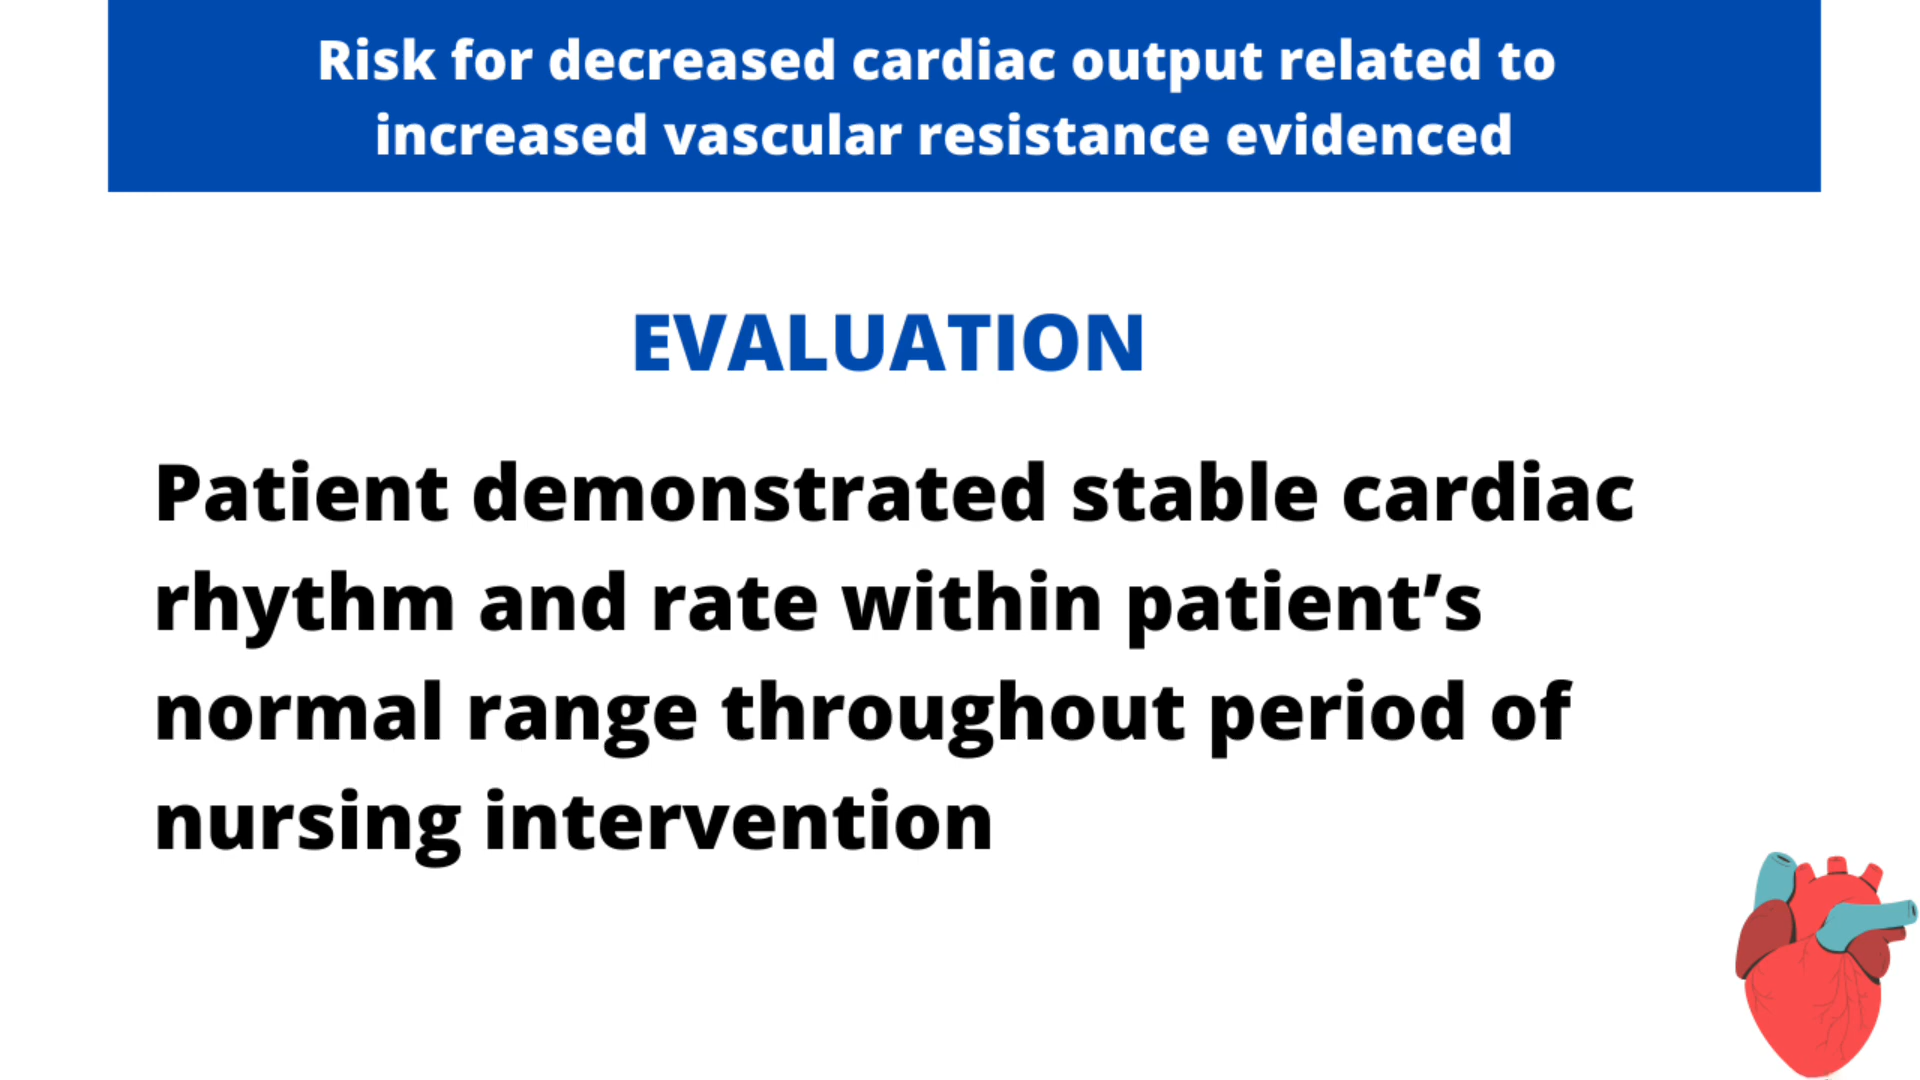 Risk for decreased cardiac output related to
increased vascular resistance evidenced
EVALUATION
Patient demonstrated stable cardiac
rhythm and rate within patient’s
normal range throughout period of
nursing intervention